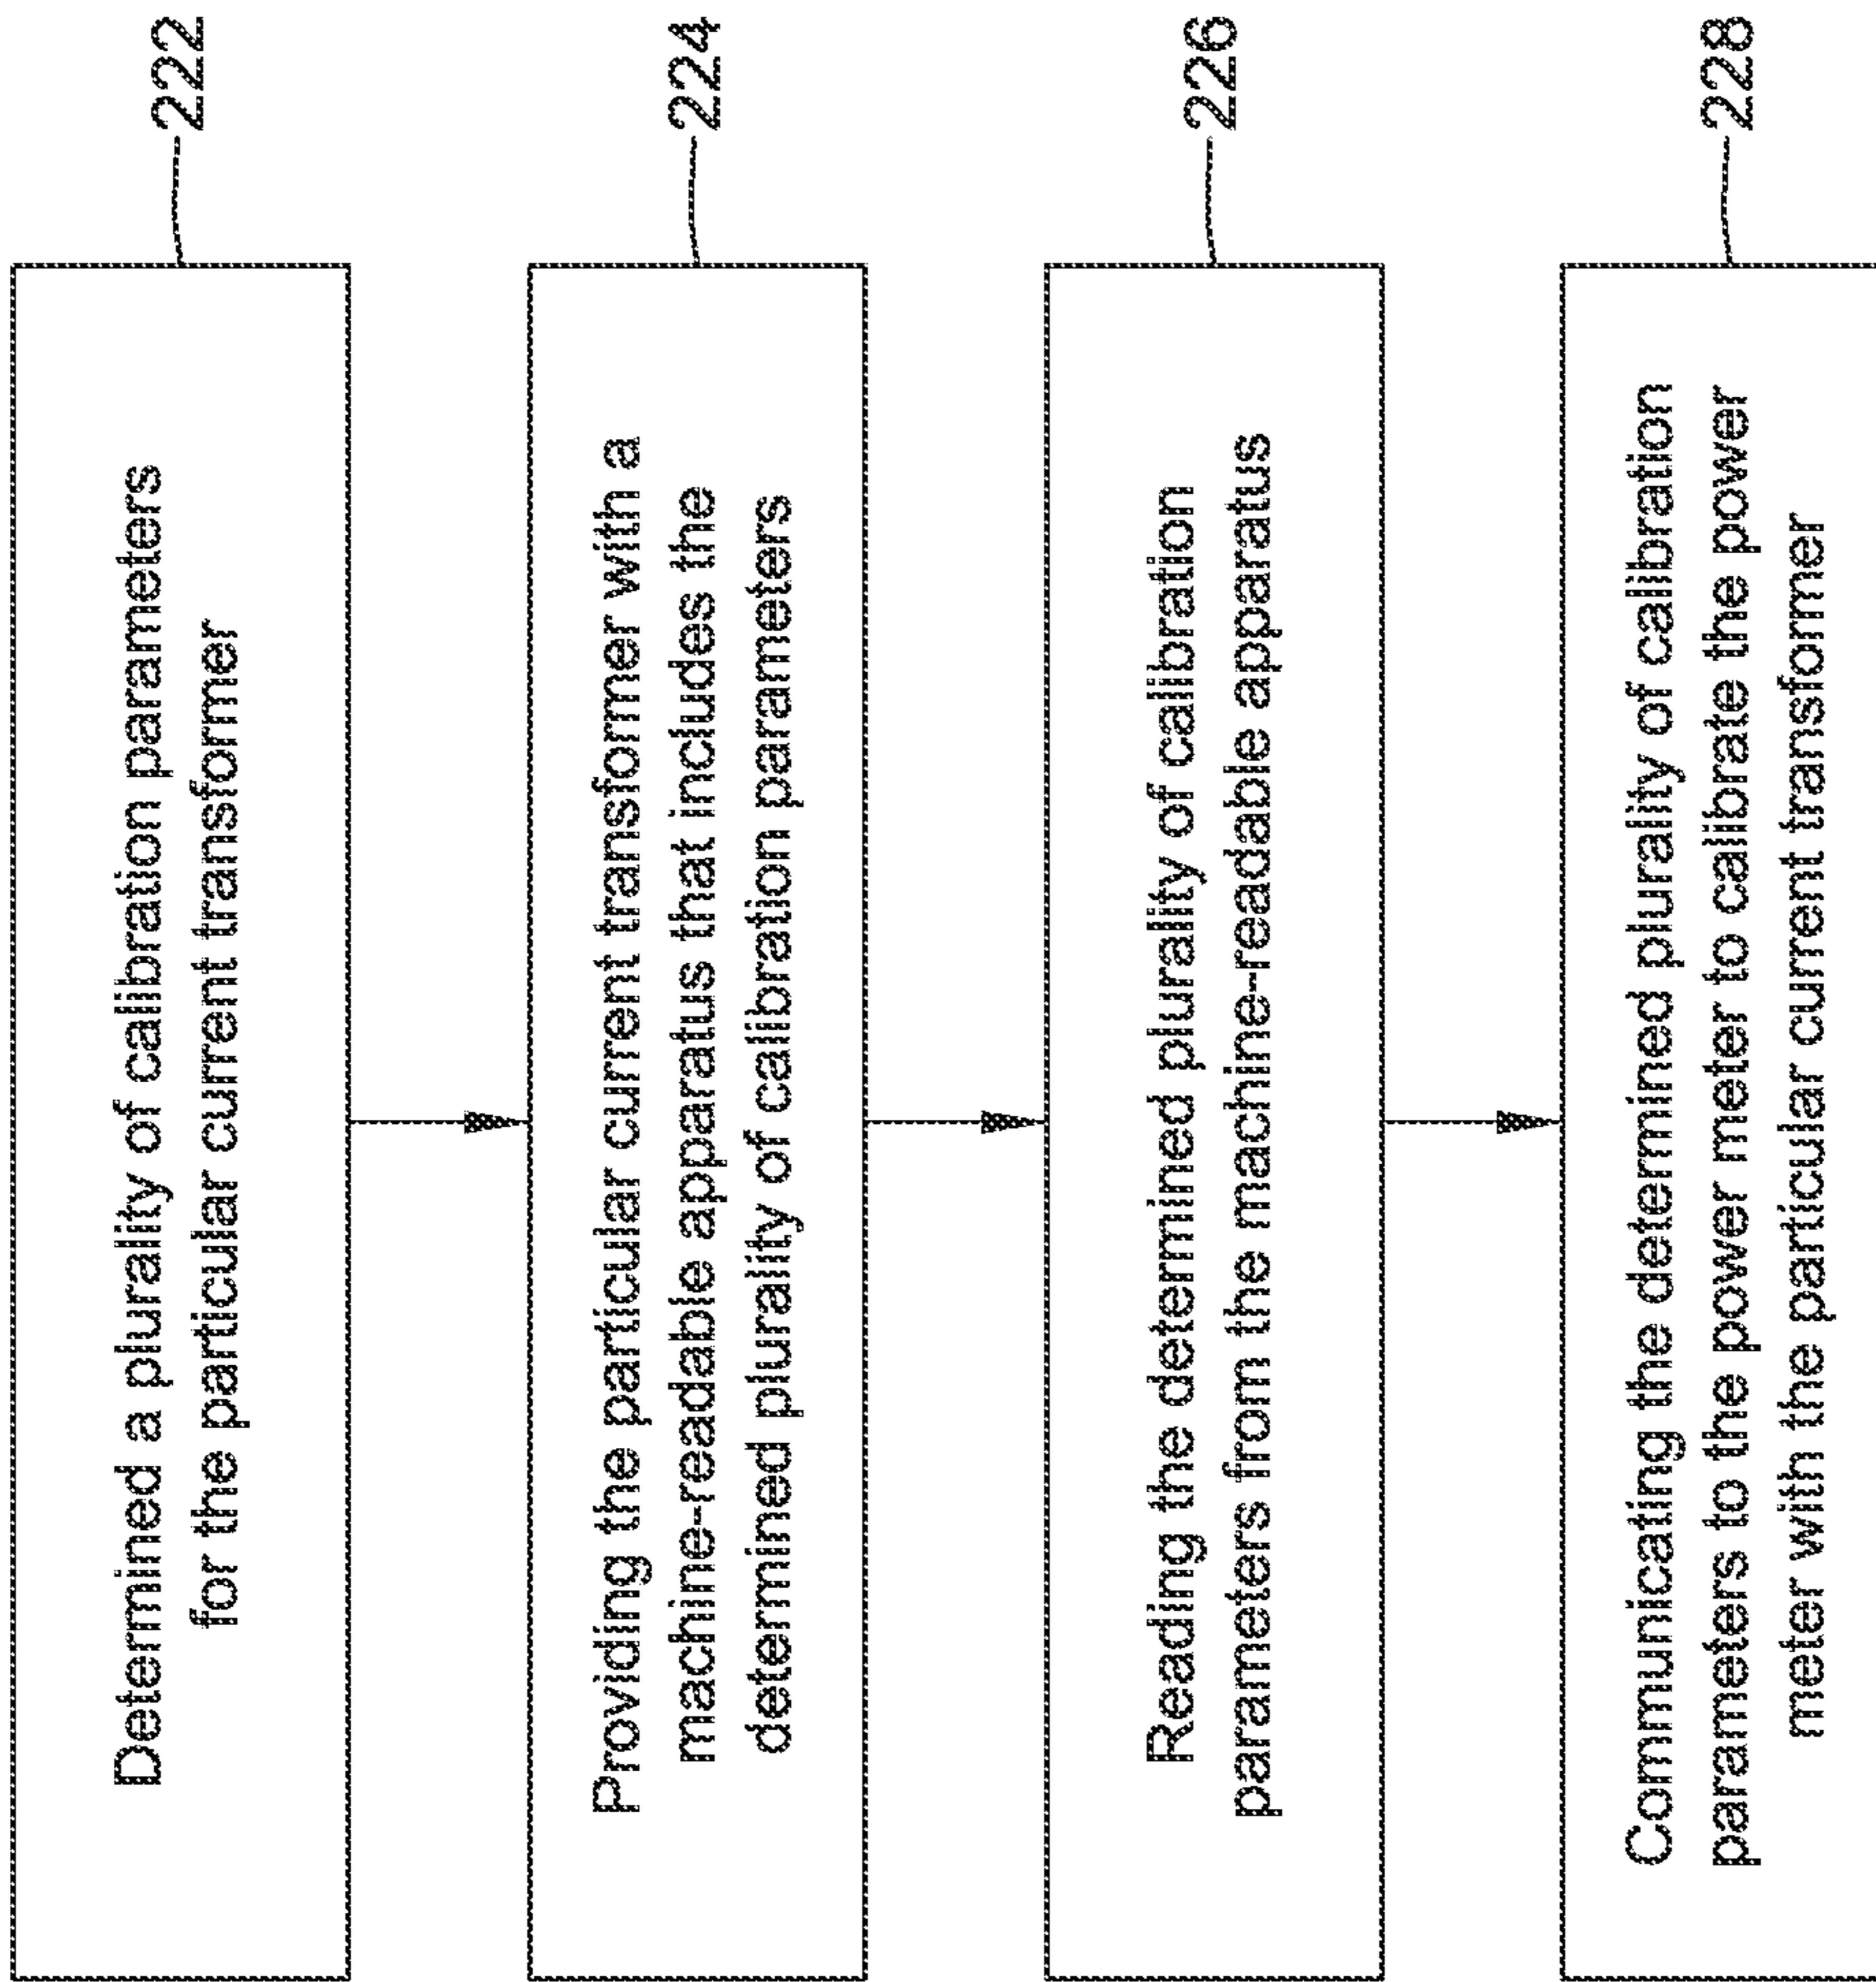 Determined a plurality of calibration parameters
for the particular current transformer
222
Providing the particular current transformer with a
machine-readable apparatus that includes the
determined plurality of calibration parameters
224
Reading the determined plurality of calibration
parameters from the machine-readable apparatus
226
Communicating the determined plurality of calibration
parameters to the power meter to calibrate the power
meter with the particular current transformer
228